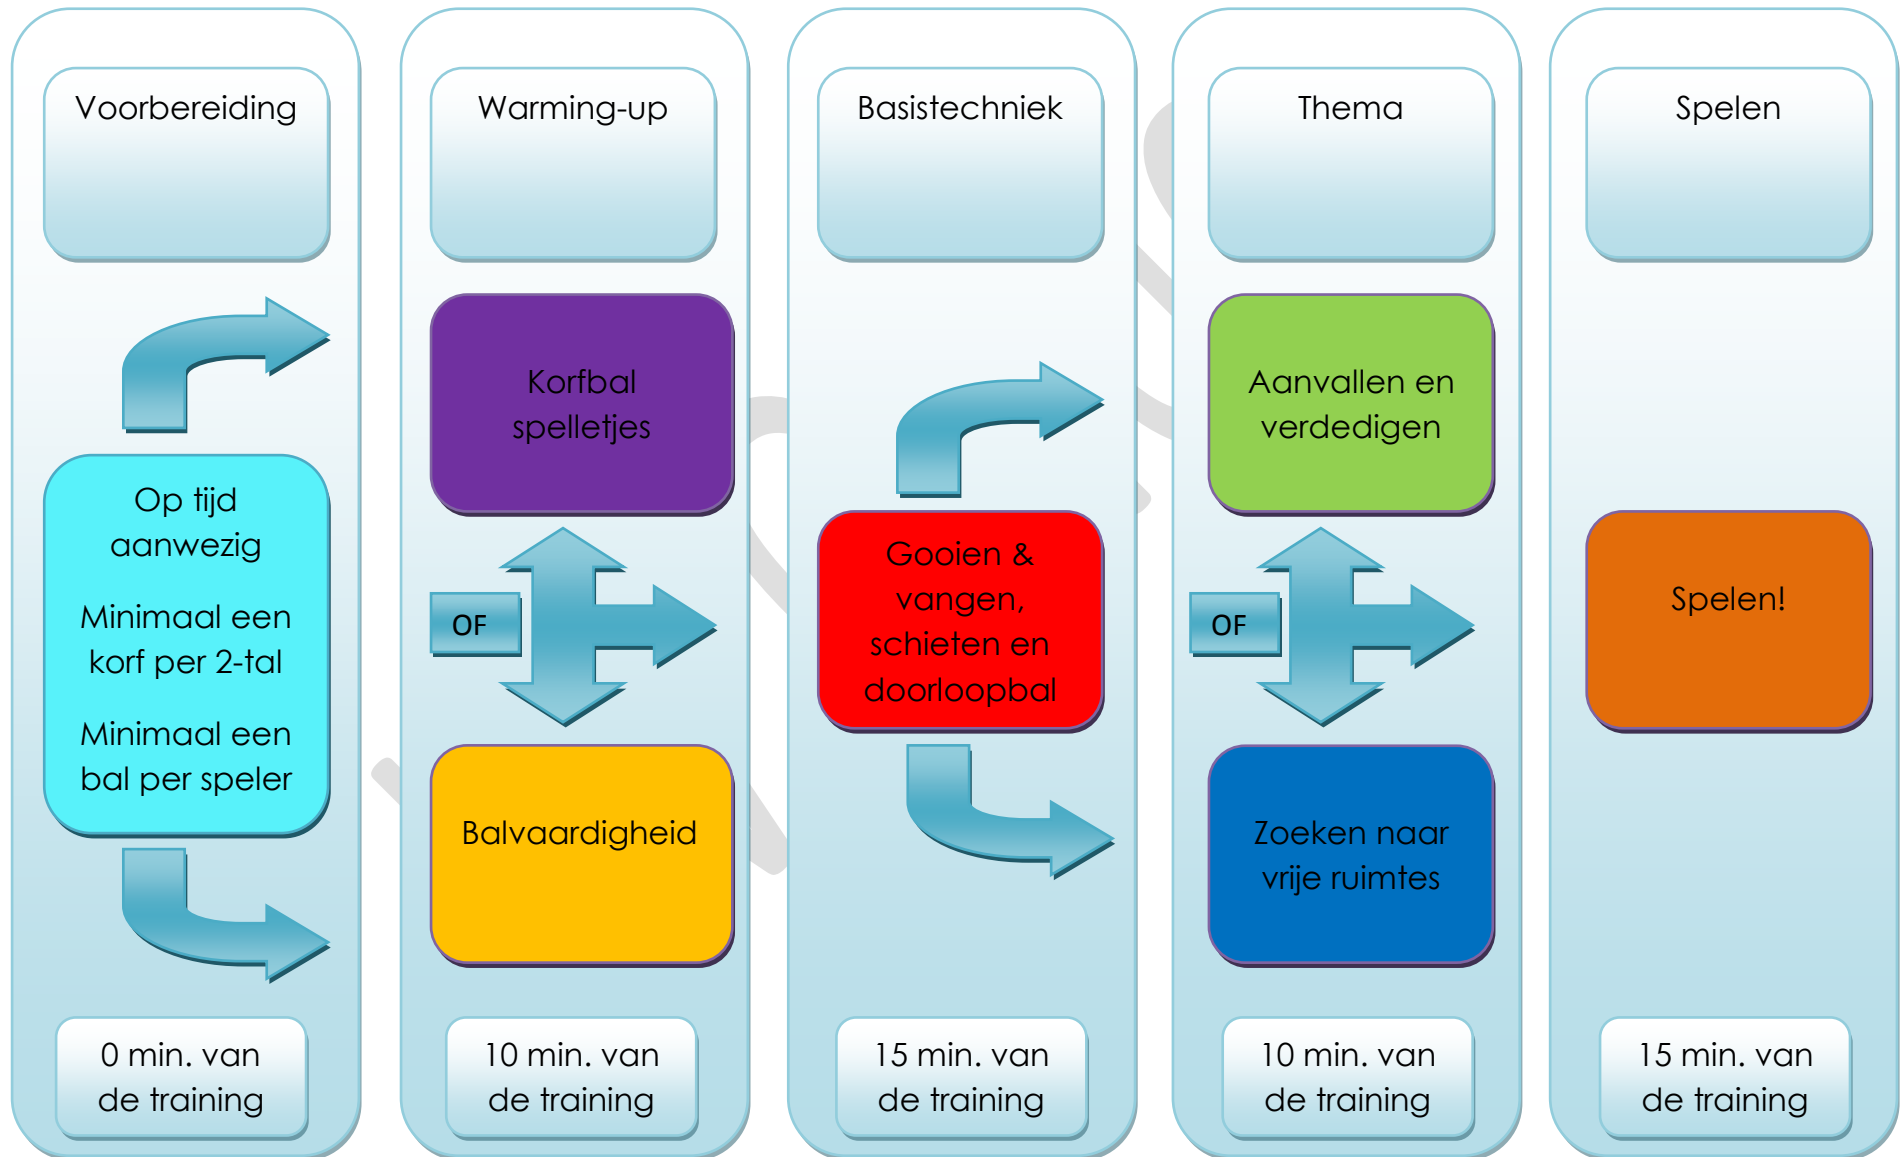 Voorbereiding
Op tijd
aanwezig
Minimaal een
korf per 2-tal
Minimaal een
bal per speler
0 min. van
de training
Warming-up
Korfbal
spelletjes
OF
Balvaardigheid
10 min. van
de training
Basistechniek
Gooien &
vangen,
schieten en
doorloopbal
15 min. van
de training
Thema
Aanvallen en
verdedigen
OF
Zoeken naar
vrije ruimtes
10 min. van
de training
Spelen
Spelen!
15 min. van
de training